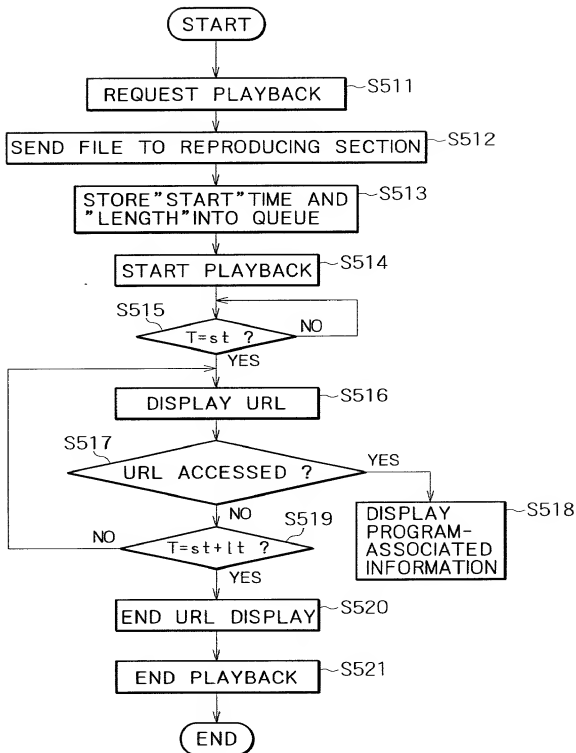 START
REQUEST PLAYBACK
S511
SEND FILE TO REPRODUCING SECTION
S512
STORE"START"TIME AND
"LENGTH"INTO QUEUE
S513
START PLAYBACK
S514
S515
T=st ?
NO
YES
DISPLAY URL
S516
S517
URL ACCESSED ?
YES
NO
DISPLAY
PROGRAM-
ASSOCIATED
INFORMATION
S518
S519
T=st+lt ?
NO
YES
END URL DISPLAY
S520
END PLAYBACK
S521
END